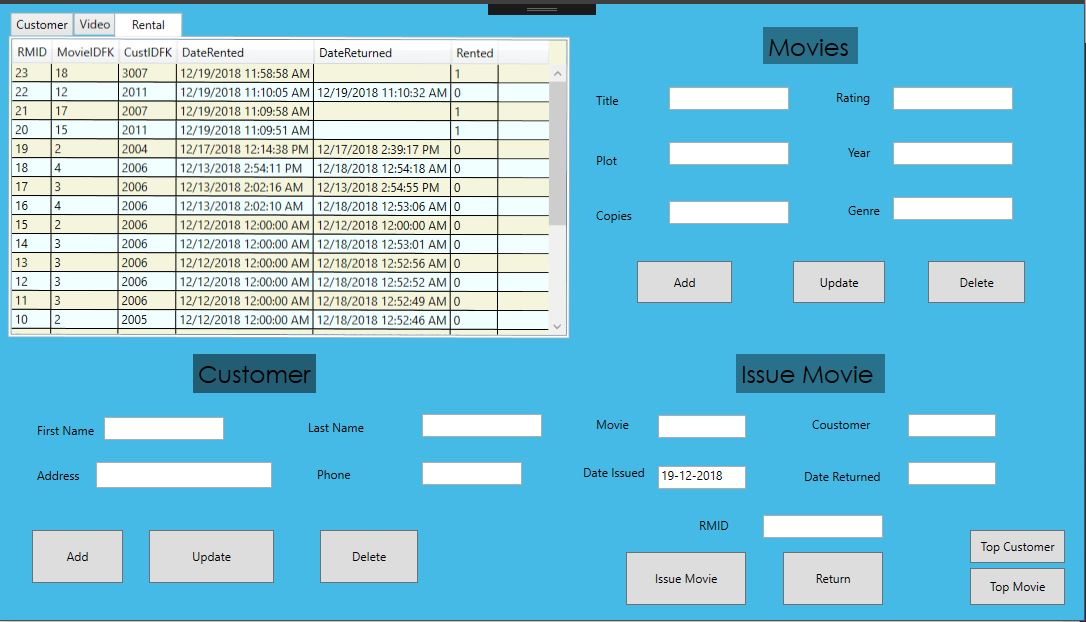 Customer Video Rental
RMID MovieIDFK CustIDFK DateRented DateReturned Rented
23 18 3007 12/19/2018 11:58:58 AM 1
22 12 2011 12/19/2018 11:10:05 AM 12/19/2018 11:10:32 AM 0
21 17 2007 12/19/2018 11:09:58 AM 1
20 15 2011 12/19/2018 11:09:51 AM 1
19 2 2004 12/17/2018 12:14:38 PM 12/17/2018 2:39:17 PM 0
18 4 2006 12/13/2018 2:54:11 PM 12/18/2018 12:54:18 AM 0
17 3 2006 12/13/2018 2:02:16 AM 12/13/2018 2:54:55 PM 0
16 4 2006 12/13/2018 2:02:10 AM 12/18/2018 12:53:06 AM 0
15 2 2006 12/12/2018 12:00:00 AM 12/12/2018 12:00:00 AM 0
14 3 2006 12/12/2018 12:00:00 AM 12/18/2018 12:53:01 AM 0
13 3 2006 12/12/2018 12:00:00 AM 12/18/2018 12:52:56 AM 0
12 3 2006 12/12/2018 12:00:00 AM 12/18/2018 12:52:52 AM 0
11 3 2006 12/12/2018 12:00:00 AM 12/18/2018 12:52:49 AM 0
10 2 2005 12/12/2018 12:00:00 AM 12/18/2018 12:52:46 AM 0
Movies
Title Rating
Plot Year
Copies Genre
Add Update Delete
Customer
First Name Last Name
Address Phone
Add Update Delete
Issue Movie
Movie Coustomer
Date Issued 19-12-2018 Date Returned
RMID
Issue Movie Return
Top Customer
Top Movie